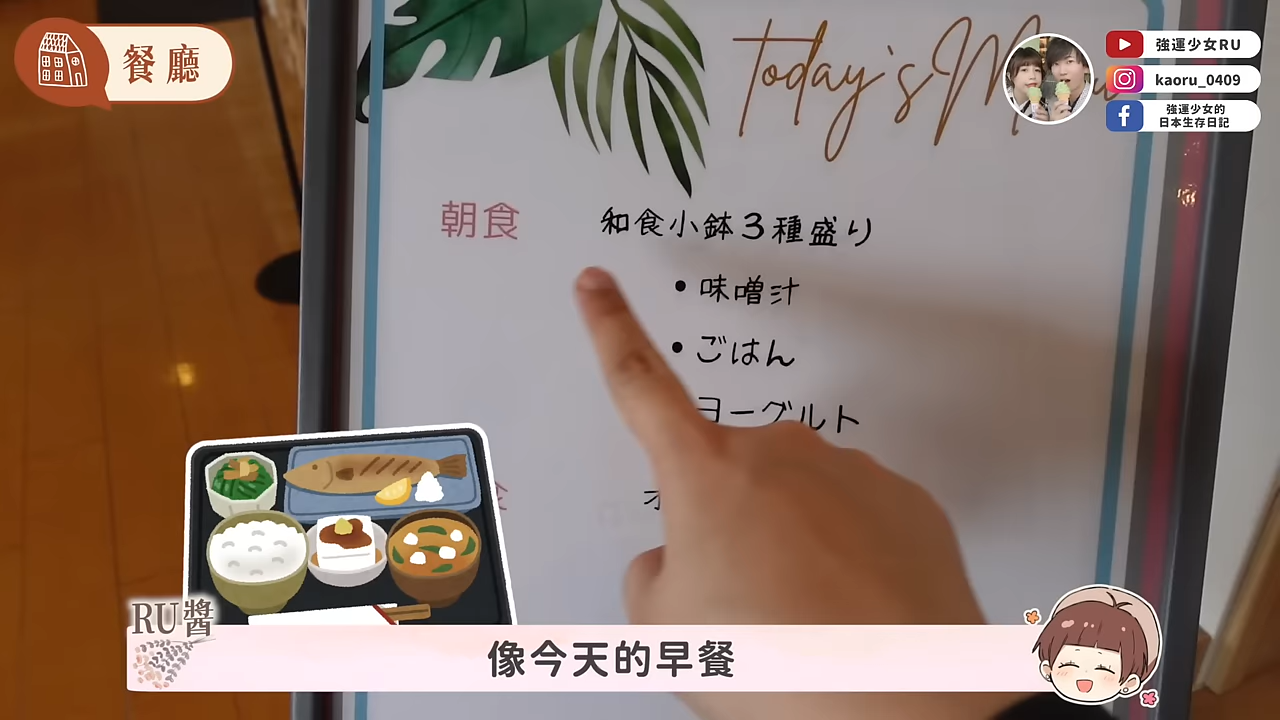 餐廳
Today's Menu
強運少女RU
kaoru_0409
強運少女的
日本生存日記
朝食
和食小鉢3種盛り
•味噌汁
•ごはん
ヨーグルト
RU醬
像今天的早餐